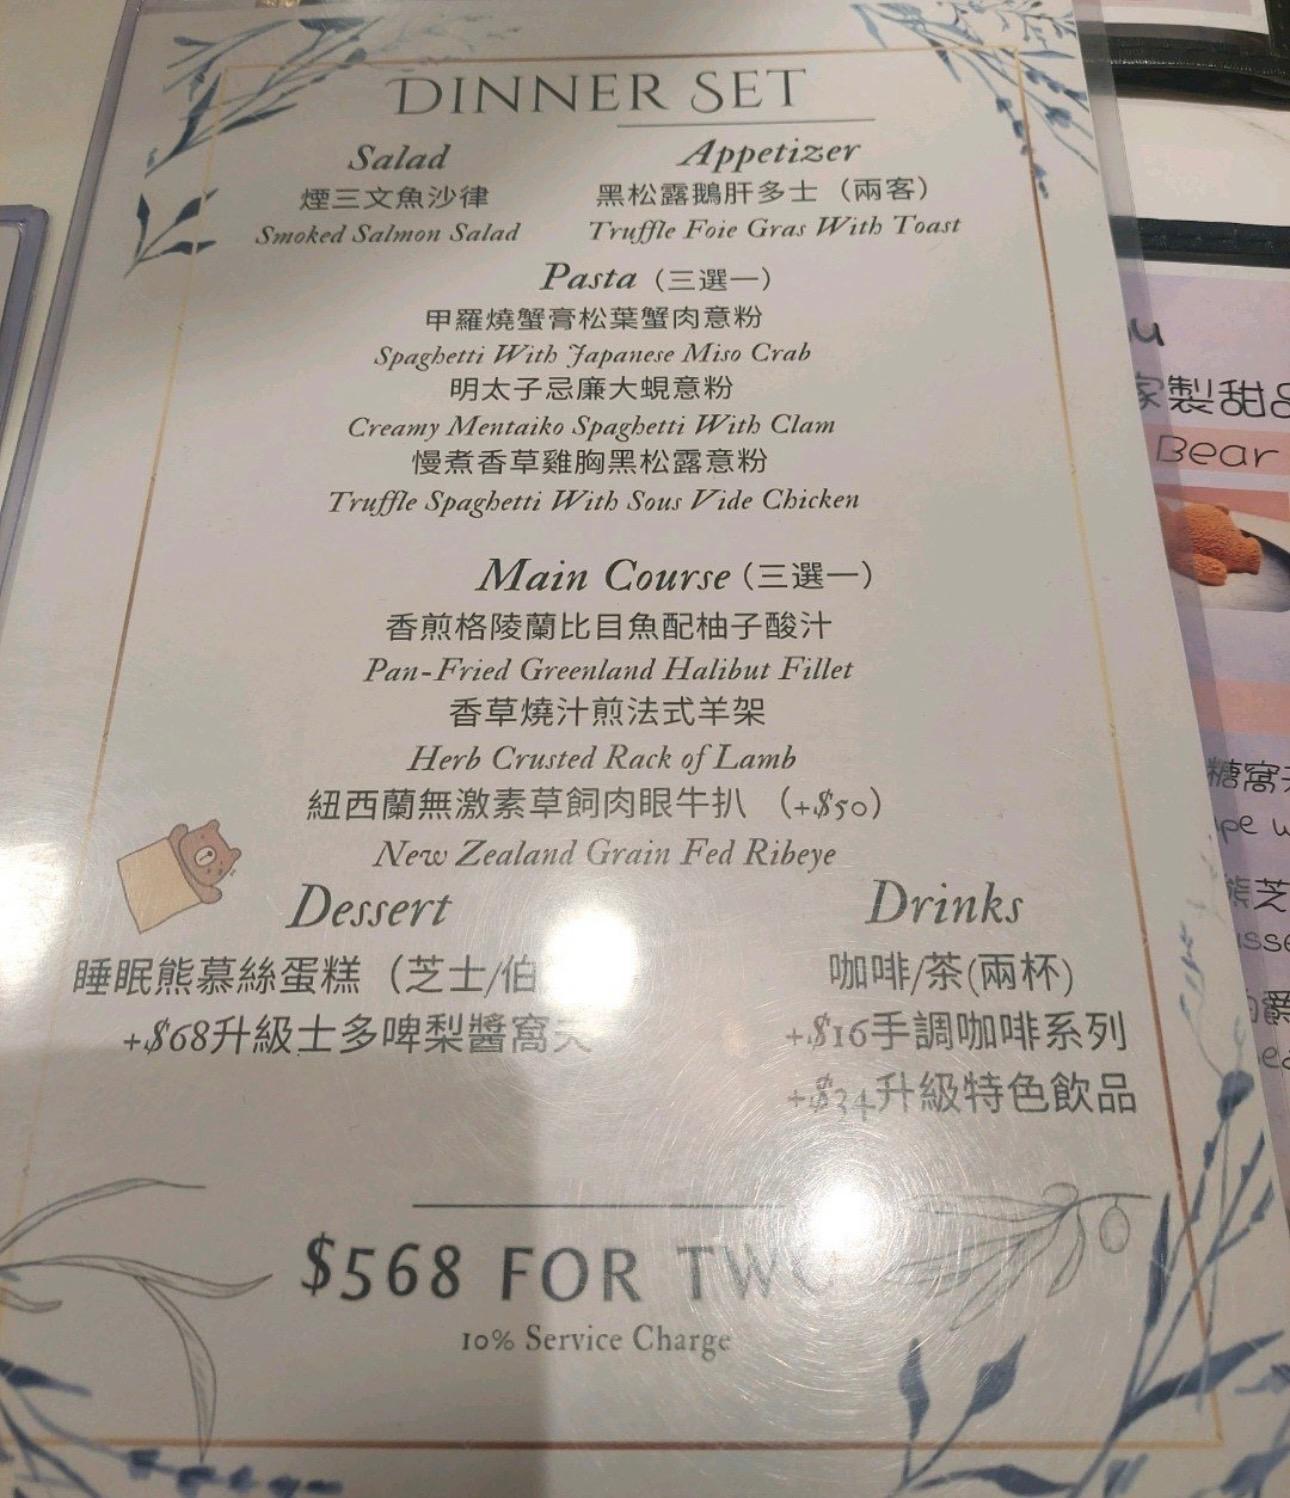 DINNER SET
Salad
煙三文魚沙律
Smoked Salmon Salad
Appetizer
黑松露鵝肝多士（兩客）
Truffle Foie Gras With Toast
Pasta（三選一）
甲羅燒蟹膏松葉蟹肉意粉
Spaghetti With Japanese Miso Crab
明太子忌廉大蜆意粉
Creamy Mentaiko Spaghetti With Clam
慢煮香草雞胸黑松露意粉
Truffle Spaghetti With Sous Vide Chicken
Main Course（三選一）
香煎格陵蘭比目魚配柚子酸汁
Pan-Fried Greenland Halibut Fillet
香草燒汁煎法式羊架
Herb Crusted Rack of Lamb
紐西蘭無激素草飼肉眼牛扒（+$50）
New Zealand Grain Fed Ribeye
Dessert
睡眠熊慕絲蛋糕（芝士/伯
+$68升級士多啤梨醬窩夫
Drinks
咖啡/茶(兩杯)
+$16手調咖啡系列
+$34升級特色飲品
$568 FOR TWO
10% Service Charge
家製甜品
Bear
糖窩夫